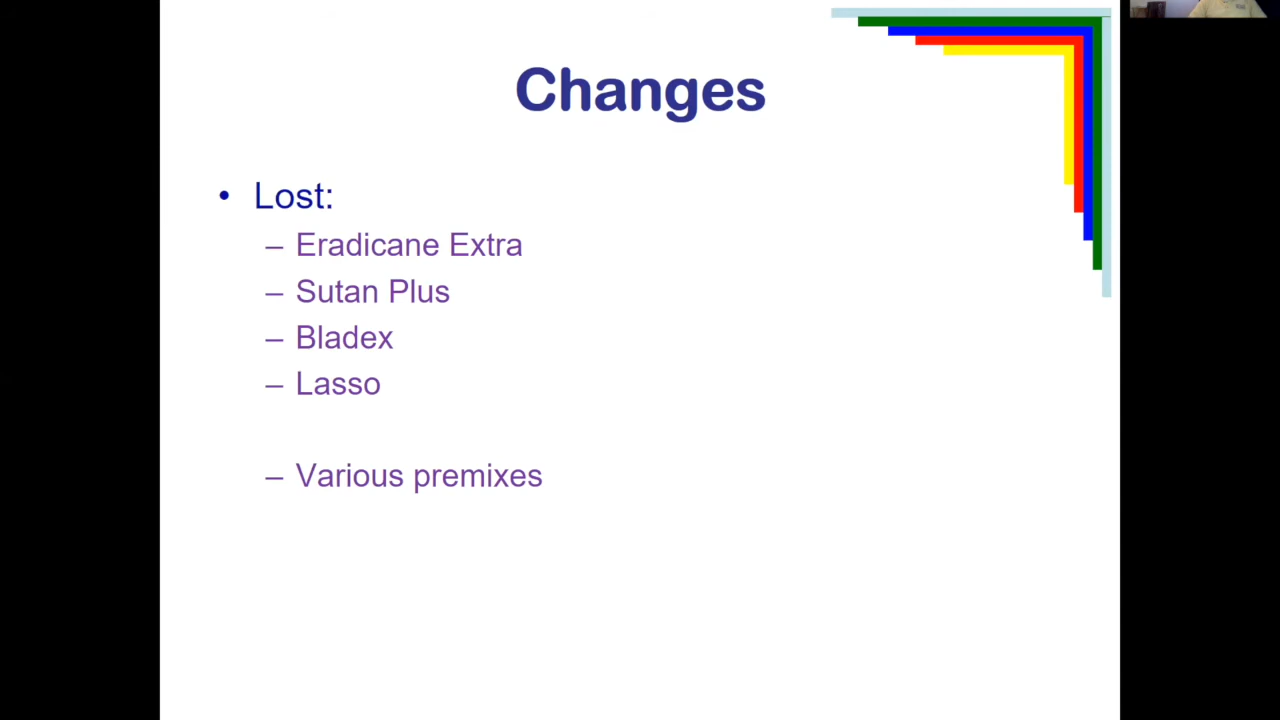 Changes
• Lost:
– Eradicane Extra
– Sutan Plus
– Bladex
– Lasso
– Various premixes